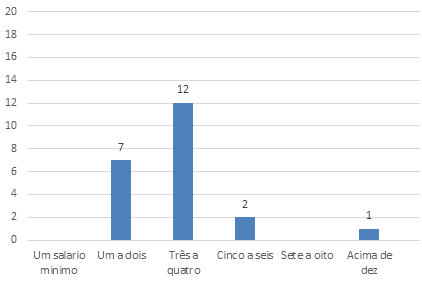 20
18
16
14
12
10
8
6
4
2
0
7
12
2
1
Um salario
minimo
Um a dois
Três a
quatro
Cinco a seis
Sete a oito
Acima de
dez